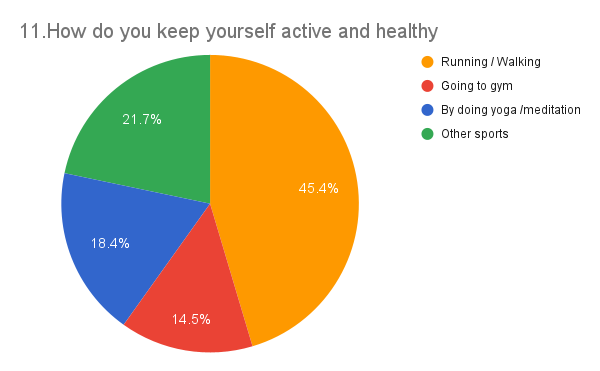 11.How do you keep yourself active and healthy
Running / Walking
Going to gym
By doing yoga /meditation
Other sports
45.4%
14.5%
18.4%
21.7%